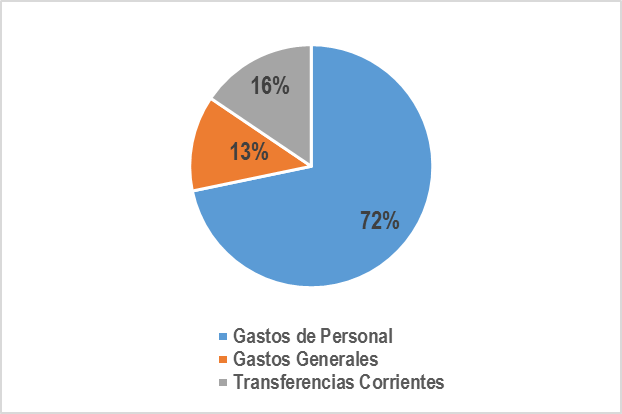 16%
13%
72%
Gastos de Personal
Gastos Generales
Transferencias Corrientes